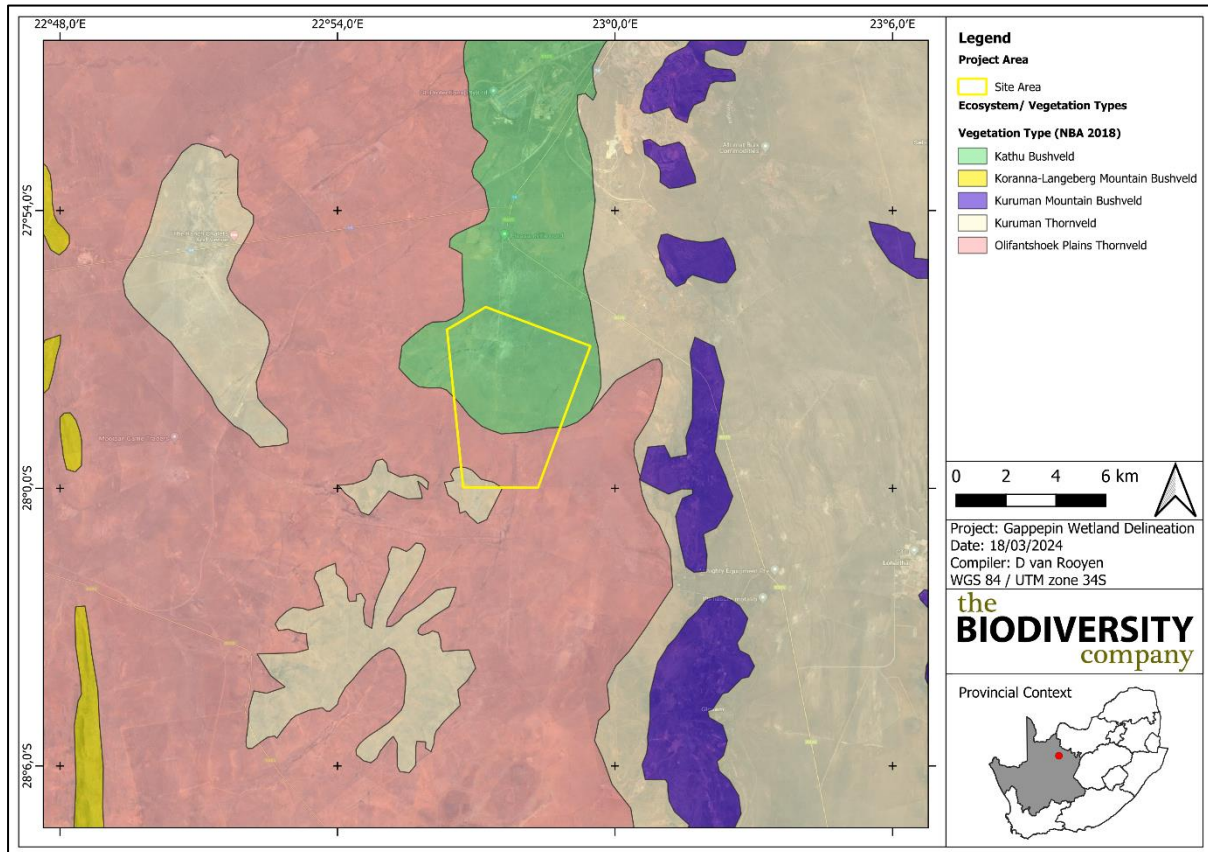 22°48,0'E
22°54,0'E
23°0,0'E
23°6,0'E
27°54,0'S
28°0,0'S
28°6,0'S
Legend
Project Area
Site Area
Ecosystem/ Vegetation Types
Vegetation Type (NBA 2018)
Kathu Bushveld
Koranna-Langeberg Mountain Bushveld
Kuruman Mountain Bushveld
Kuruman Thornveld
Olifantshoek Plains Thornveld
0 2 4 6 km
Project: Gappepin Wetland Delineation
Date: 18/03/2024
Compiler: D van Rooyen
WGS 84 / UTM zone 34S
the
BIODIVERSITY
company
Provincial Context